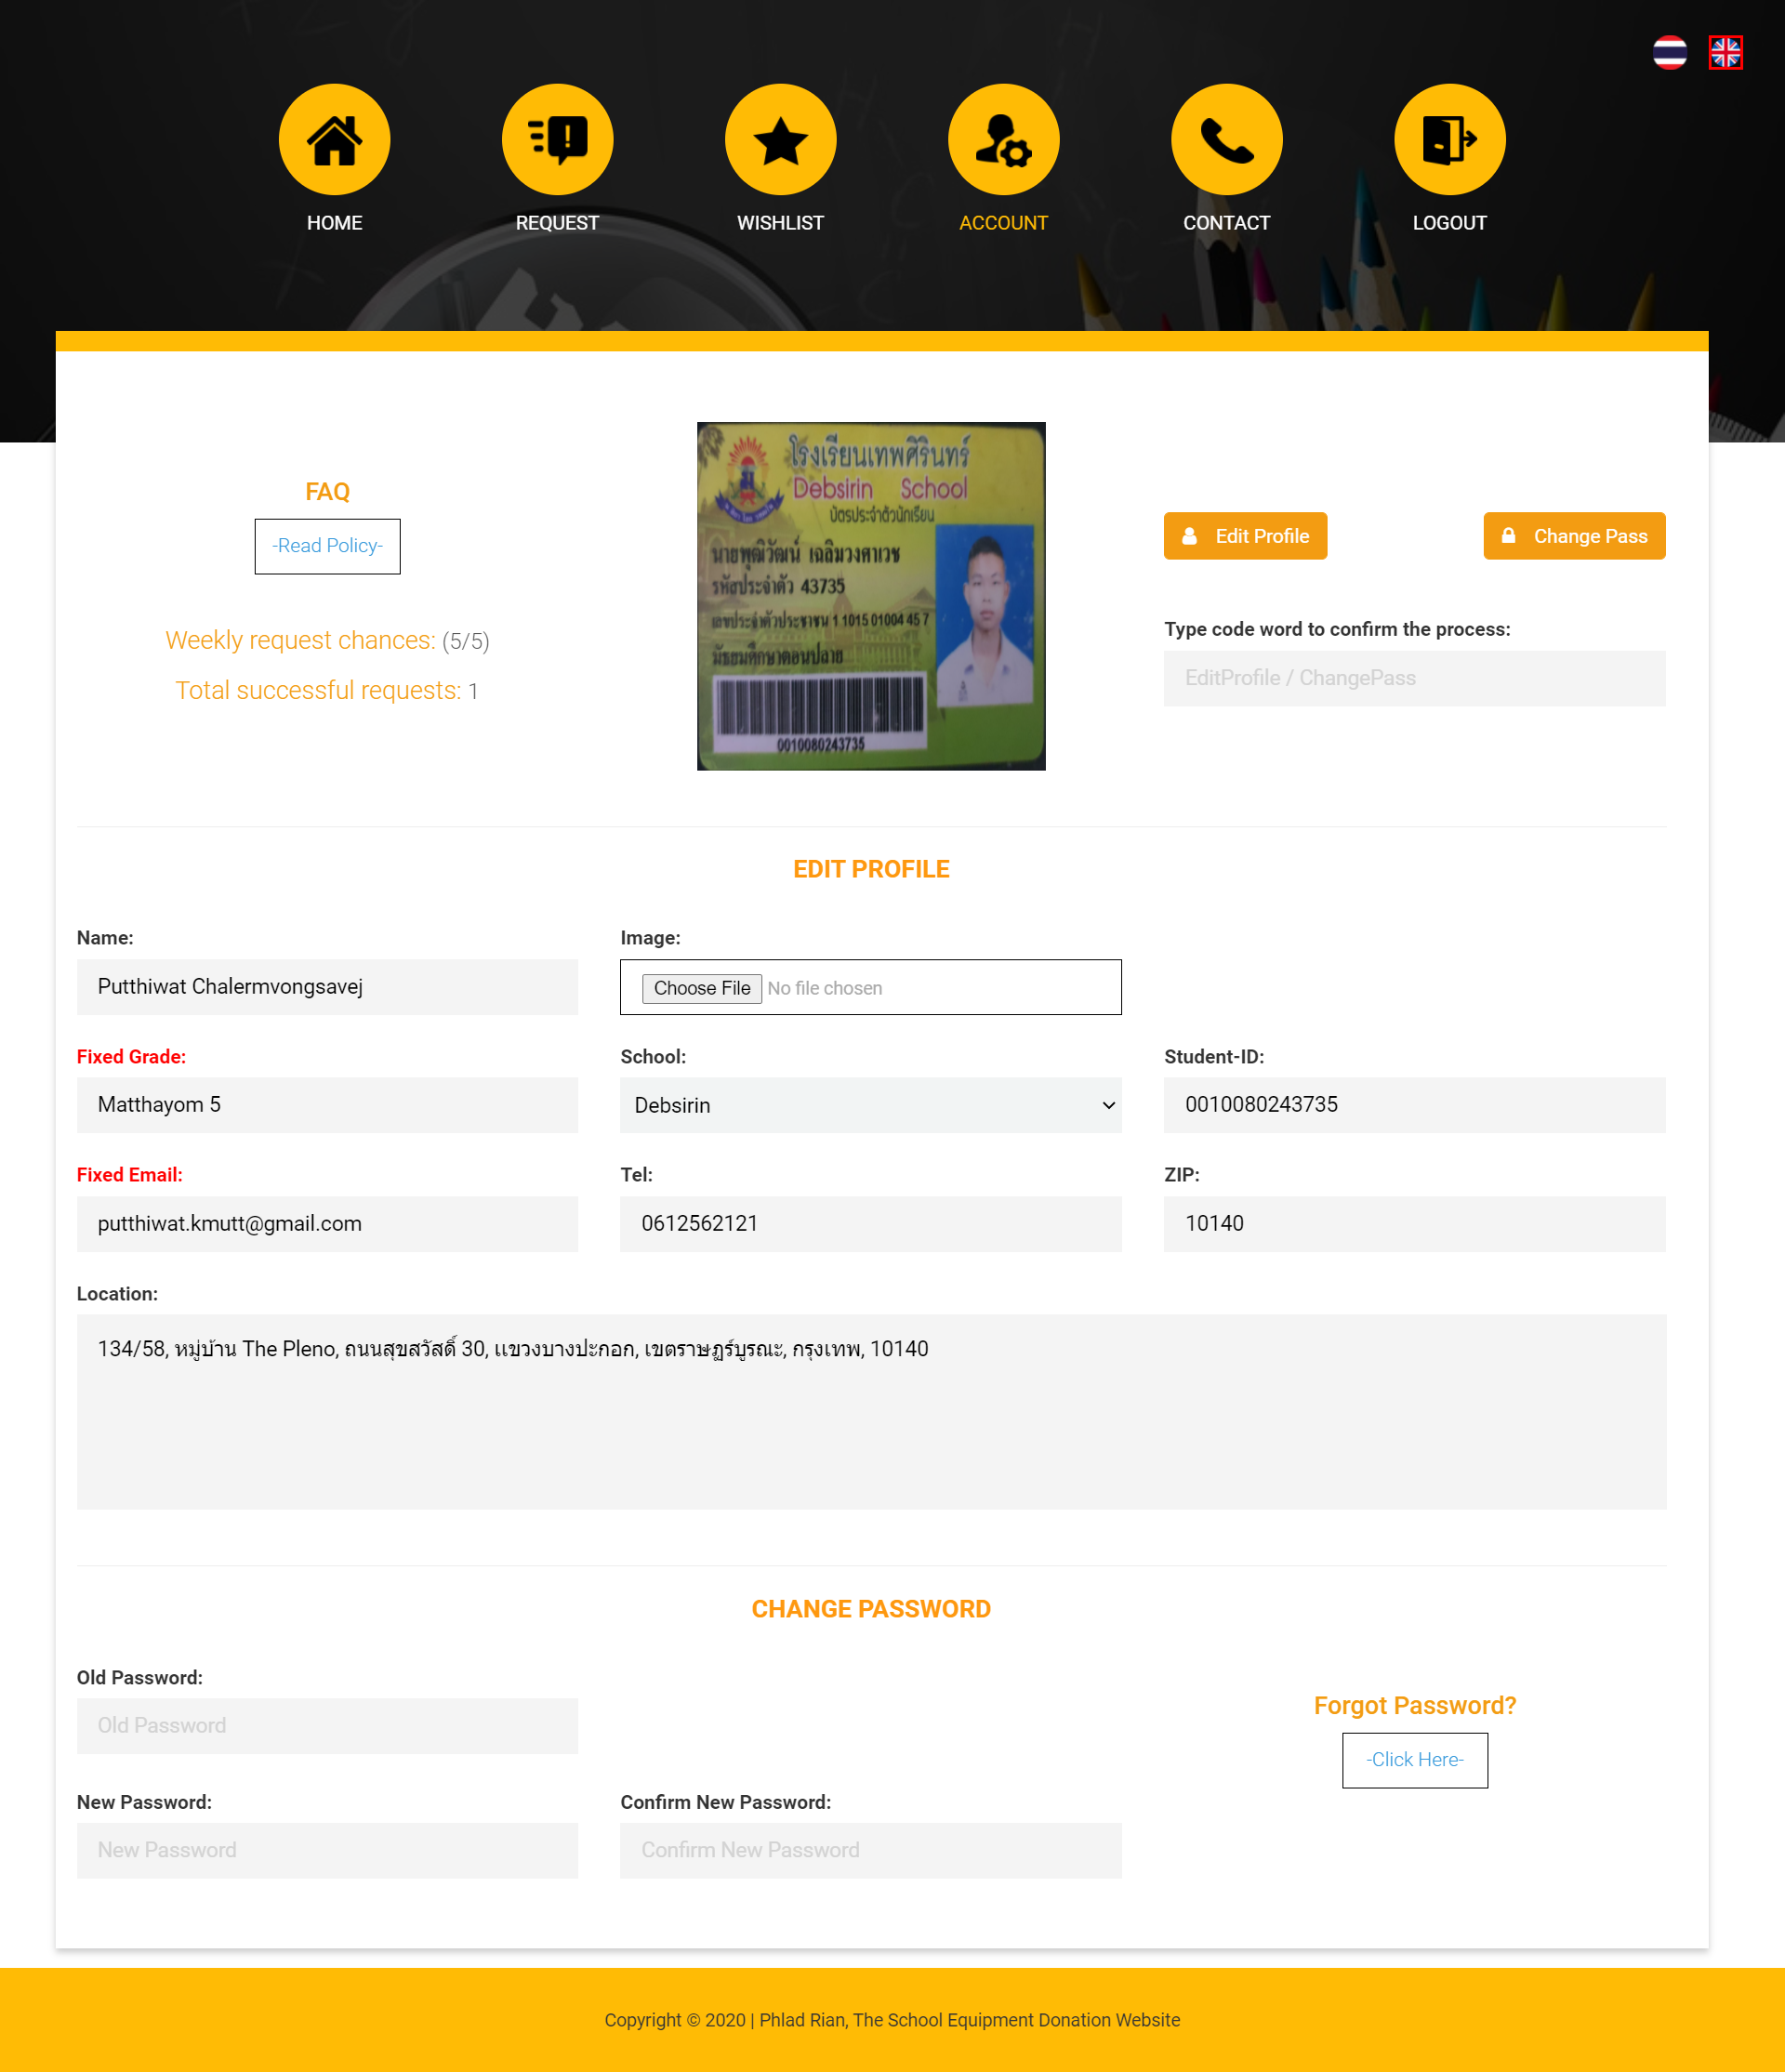 HOME
REQUEST
WISHLIST
ACCOUNT
CONTACT
LOGOUT
FAQ
-Read Policy-
Weekly request chances: (5/5)
Total successful requests: 1
โรงเรียนเทพศิรินทร์
Debsirin School
บัตรประจำตัวนักเรียน
นายพุฒิวัฒน์ เฉลิมวงศาเวช
รหัสประจำตัว 43735
เลขประจำตัวประชาชน 1 1015 01004 45 7
มัธยมศึกษาตอนปลาย
0010080243735
Edit Profile
Change Pass
Type code word to confirm the process:
EditProfile / ChangePass
EDIT PROFILE
Name:
Putthiwat Chalermvongsavej
Image:
Choose File No file chosen
Fixed Grade:
Matthayom 5
School:
Debsirin
Student-ID:
0010080243735
Fixed Email:
putthiwat.kmutt@gmail.com
Tel:
0612562121
ZIP:
10140
Location:
134/58, หมู่บ้าน The Pleno, ถนนสุขสวัสดิ์ 30, แขวงบางปะกอก, เขตราษฏร์บูรณะ, กรุงเทพ, 10140
CHANGE PASSWORD
Old Password:
Old Password
New Password:
New Password
Confirm New Password:
Confirm New Password
Forgot Password?
-Click Here-
Copyright © 2020 | Phlad Rian, The School Equipment Donation Website